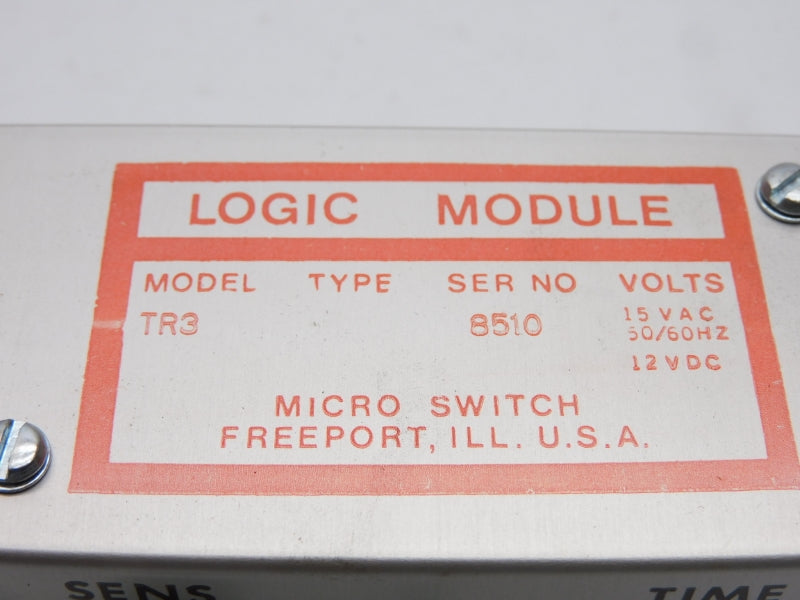 LOGIC MODULE
MODEL TYPE SER NO VOLTS
TR3 8510 15 VAC
50/60HZ
12 VDC
MICRO SWITCH
FREEPORT, ILL. U.S.A.
SENS TIME